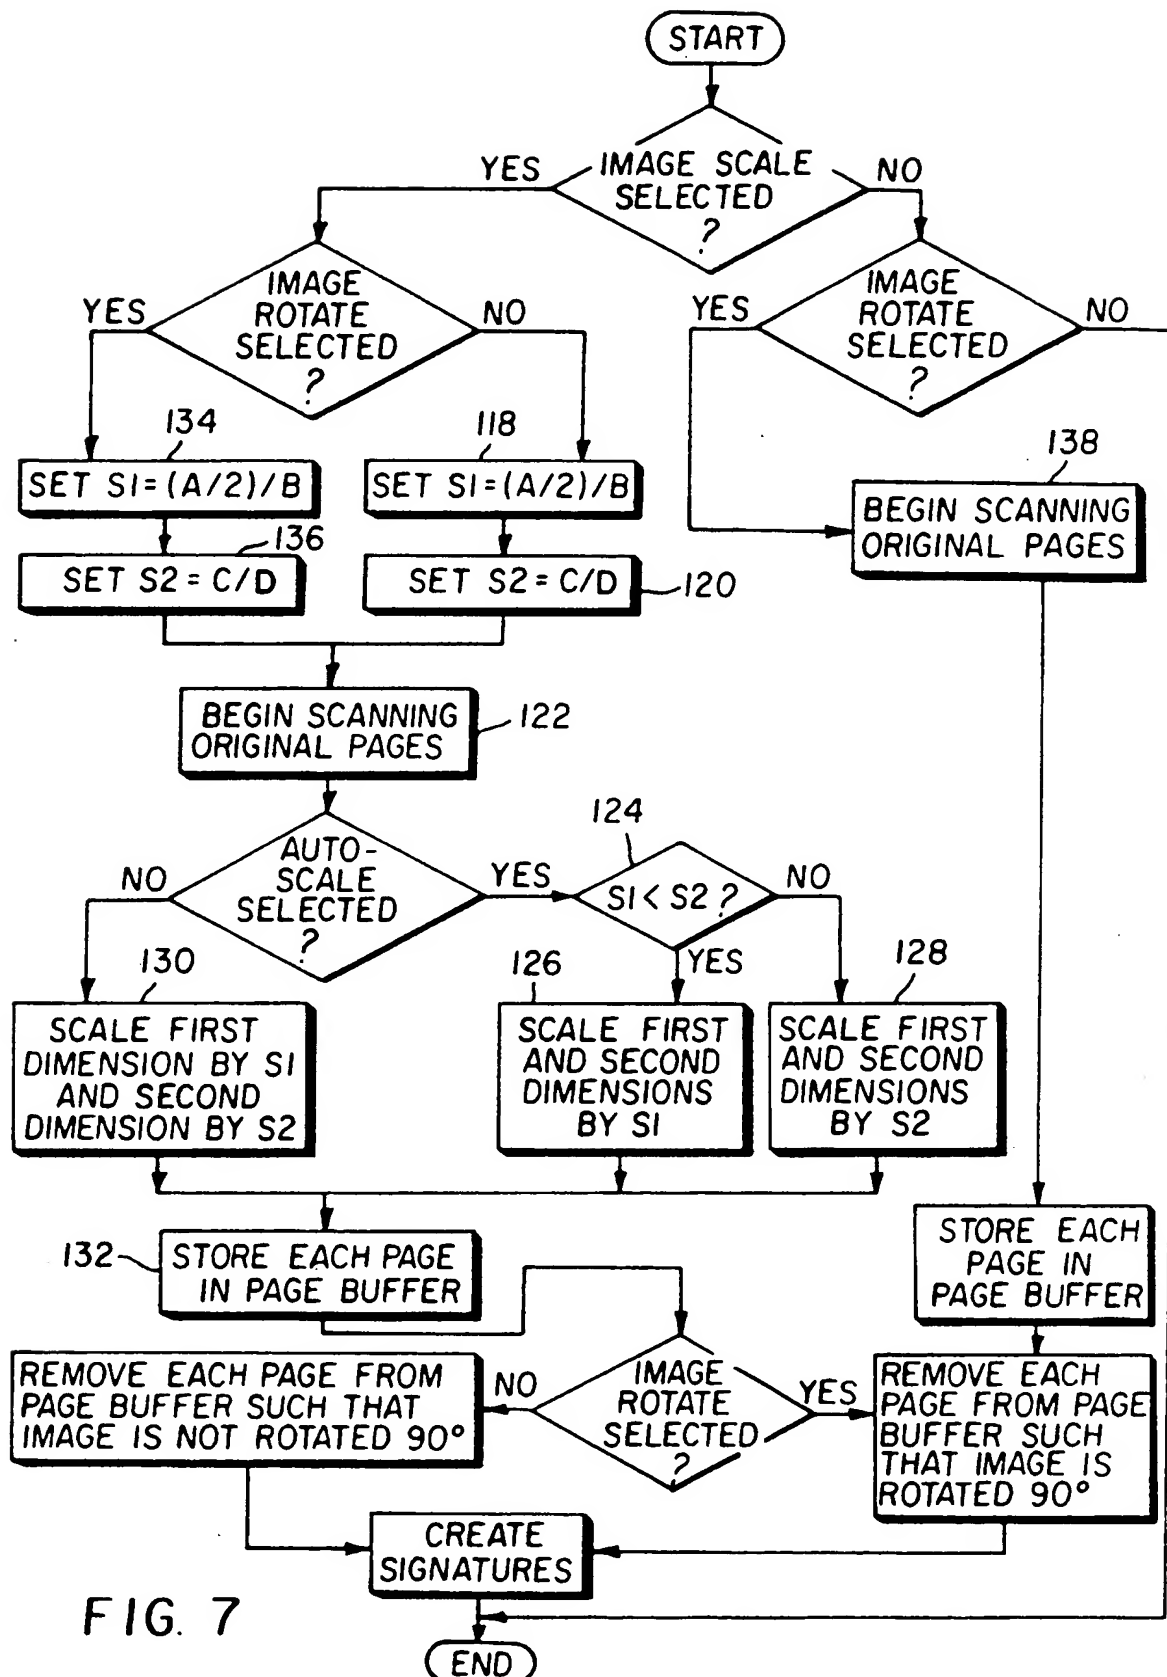 START
IMAGE SCALE
SELECTED
?
YES
NO
IMAGE
ROTATE
SELECTED
?
YES
NO
IMAGE
ROTATE
SELECTED
?
YES
NO
134
SET S1=(A/2)/B
118
SET S1=(A/2)/B
138
BEGIN SCANNING
ORIGINAL PAGES
136
SET S2=C/D
SET S2=C/D
120
BEGIN SCANNING
ORIGINAL PAGES
122
AUTO-
SCALE
SELECTED
?
NO
YES
124
S1<S2?
NO
YES
130
SCALE FIRST
DIMENSION BY S1
AND SECOND
DIMENSION BY S2
126
SCALE FIRST
AND SECOND
DIMENSIONS
BY S1
128
SCALE FIRST
AND SECOND
DIMENSIONS
BY S2
132
STORE EACH PAGE
IN PAGE BUFFER
STORE EACH
PAGE IN
PAGE BUFFER
REMOVE EACH PAGE FROM
PAGE BUFFER SUCH THAT
IMAGE IS NOT ROTATED 90°
NO
IMAGE
ROTATE
SELECTED
?
YES
REMOVE EACH
PAGE FROM PAGE
BUFFER SUCH
THAT IMAGE IS
ROTATED 90°
CREATE
SIGNATURES
FIG. 7
END